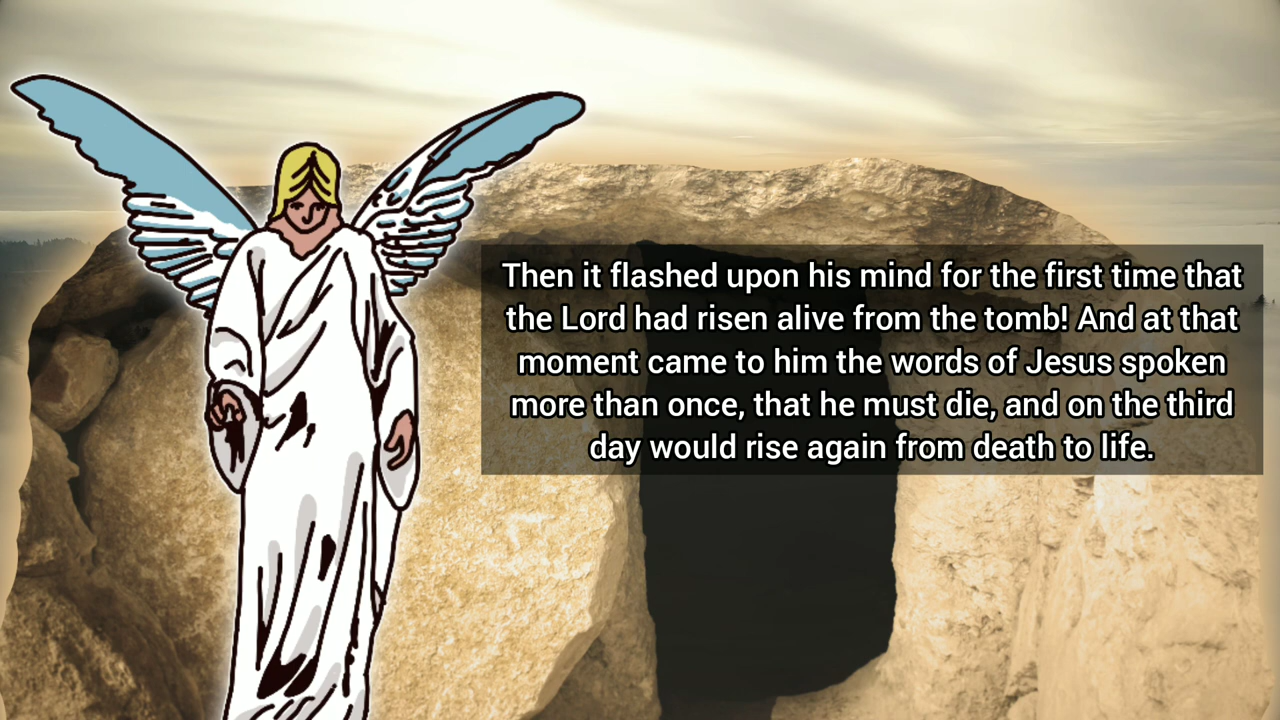 Then it flashed upon his mind for the first time that
the Lord had risen alive from the tomb! And at that
moment came to him the words of Jesus spoken
more than once, that he must die, and on the third
day would rise again from death to life.